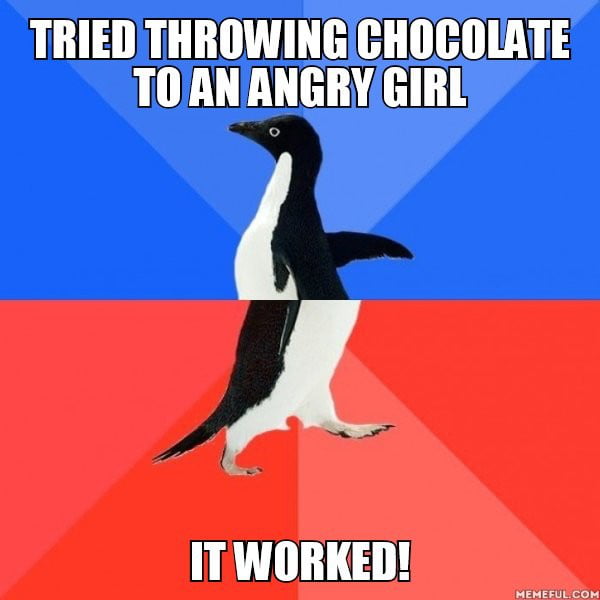 TRIED THROWING CHOCOLATE
TO AN ANGRY GIRL
IT WORKED!
MEMEFUL.COM